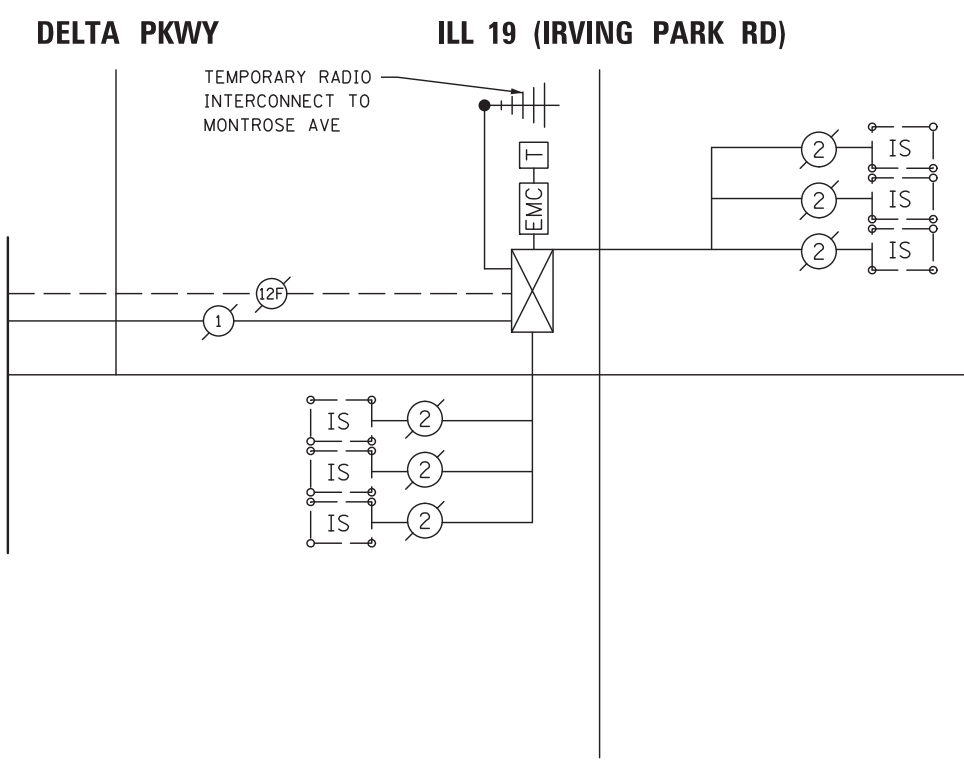 DELTA PKWY
ILL 19 (IRVING PARK RD)
TEMPORARY RADIO
INTERCONNECT TO
MONTROSE AVE
T
EMC
2
IS
2
IS
2
IS
12F
1
IS
2
IS
2
IS
2